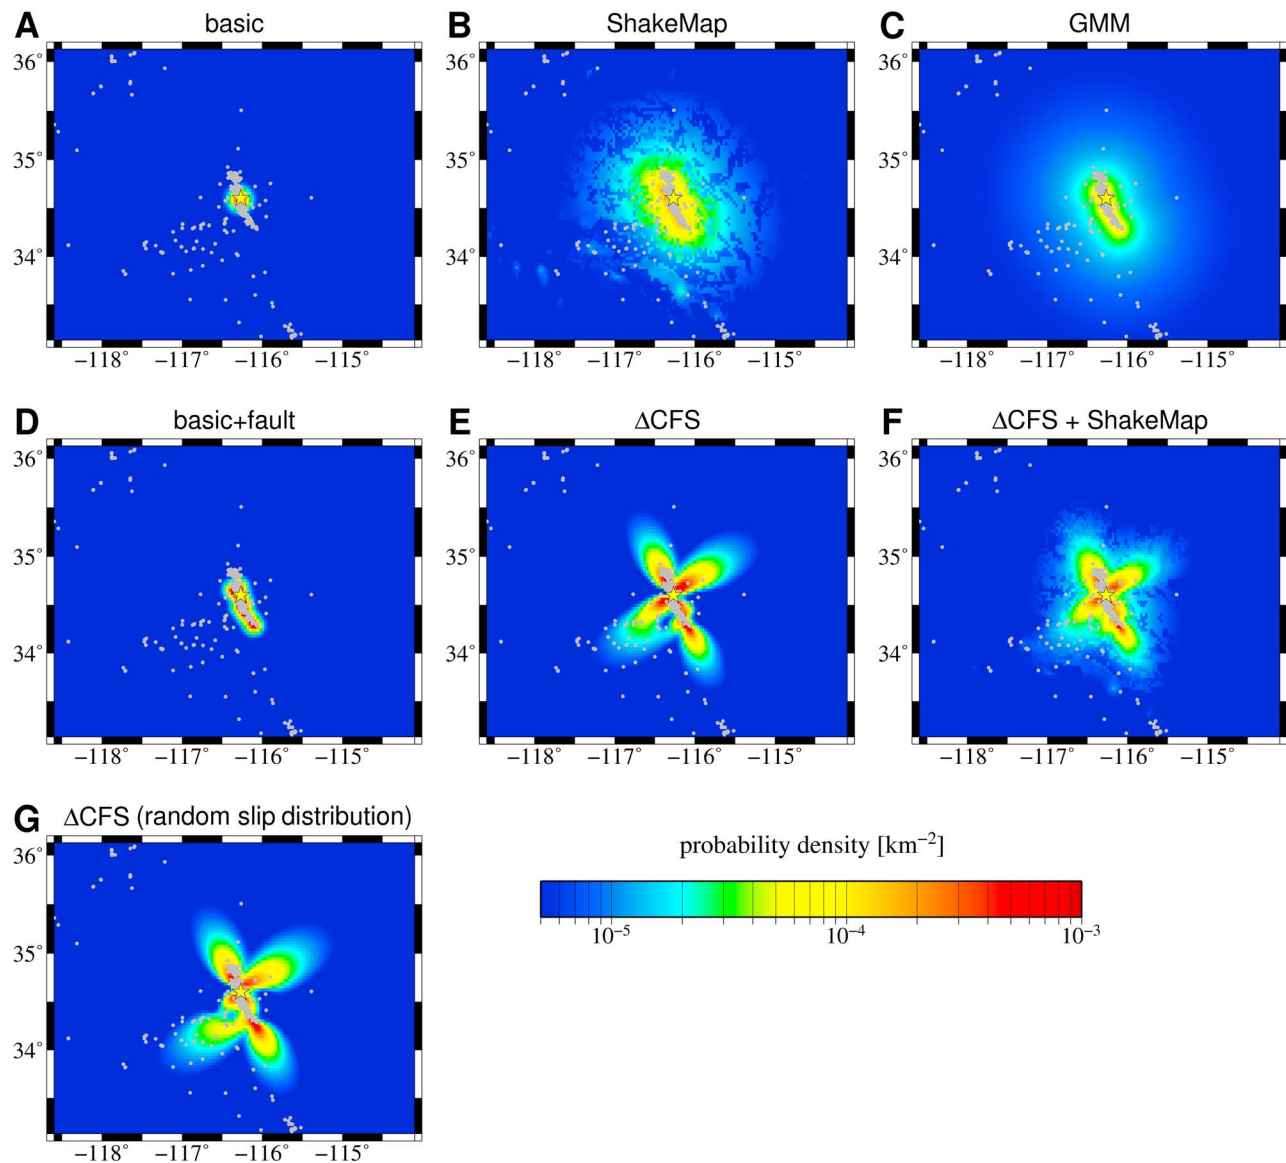 A basic
B ShakeMap
C GMM
36°
35°
34°
−118° −117° −116° −115°
36°
35°
34°
−118° −117° −116° −115°
36°
35°
34°
−118° −117° −116° −115°
D basic+fault
E ΔCFS
F ΔCFS + ShakeMap
36°
35°
34°
−118° −117° −116° −115°
36°
35°
34°
−118° −117° −116° −115°
36°
35°
34°
−118° −117° −116° −115°
G ΔCFS (random slip distribution)
36°
35°
34°
−118° −117° −116° −115°
probability density [km⁻²]
10⁻⁵ 10⁻⁴ 10⁻³